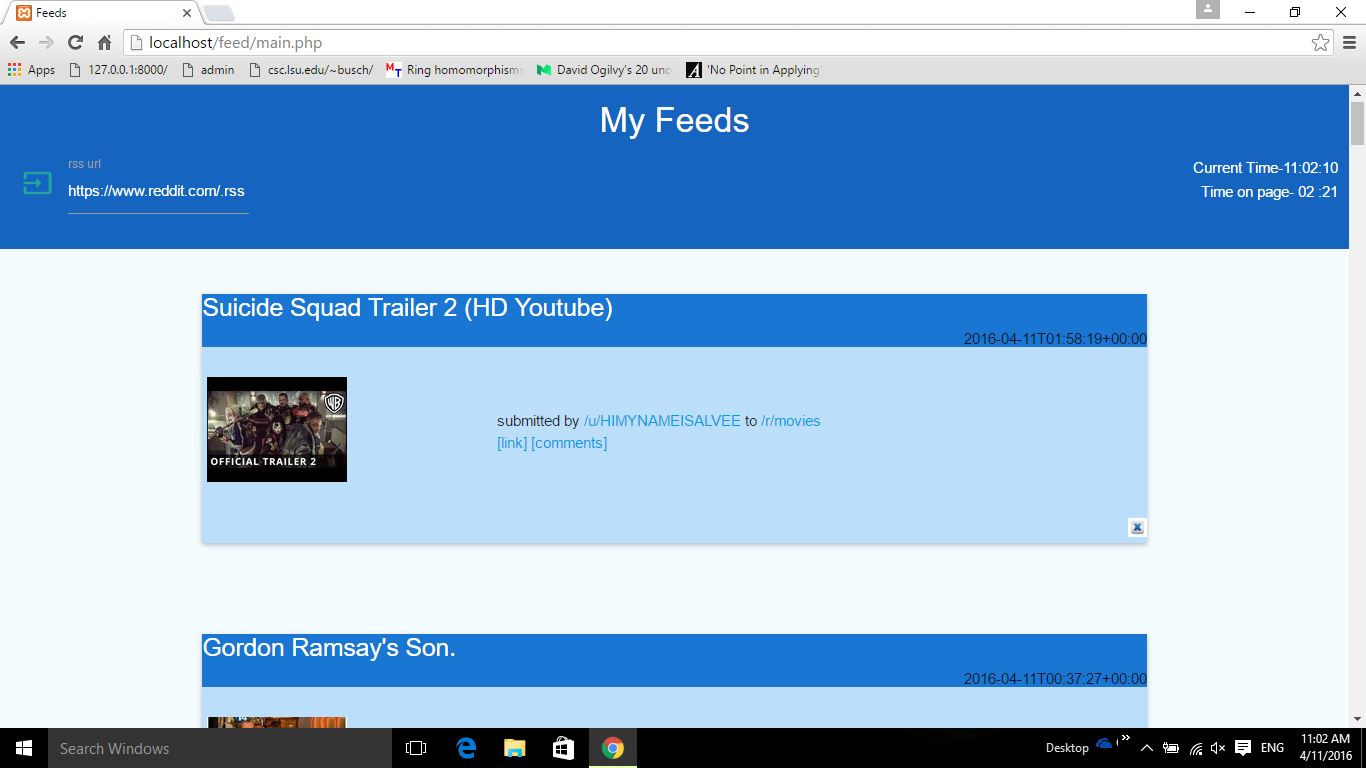 Feeds
localhost/feed/main.php
Apps 127.0.0.1:8000/ admin csc.lsu.edu/~busch/ MT Ring homomorphisms David Ogilvy's 20 unc A 'No Point in Applying'
My Feeds
rss url
https://www.reddit.com/.rss
Current Time-11:02:10
Time on page- 02 :21
Suicide Squad Trailer 2 (HD Youtube)
2016-04-11T01:58:19+00:00
WB
OFFICIAL TRAILER 2
submitted by /u/HIMYNAMEISALVEE to /r/movies
[link] [comments]
x
Gordon Ramsay's Son.
2016-04-11T00:37:27+00:00
Search Windows
Desktop
ENG
11:02 AM
4/11/2016